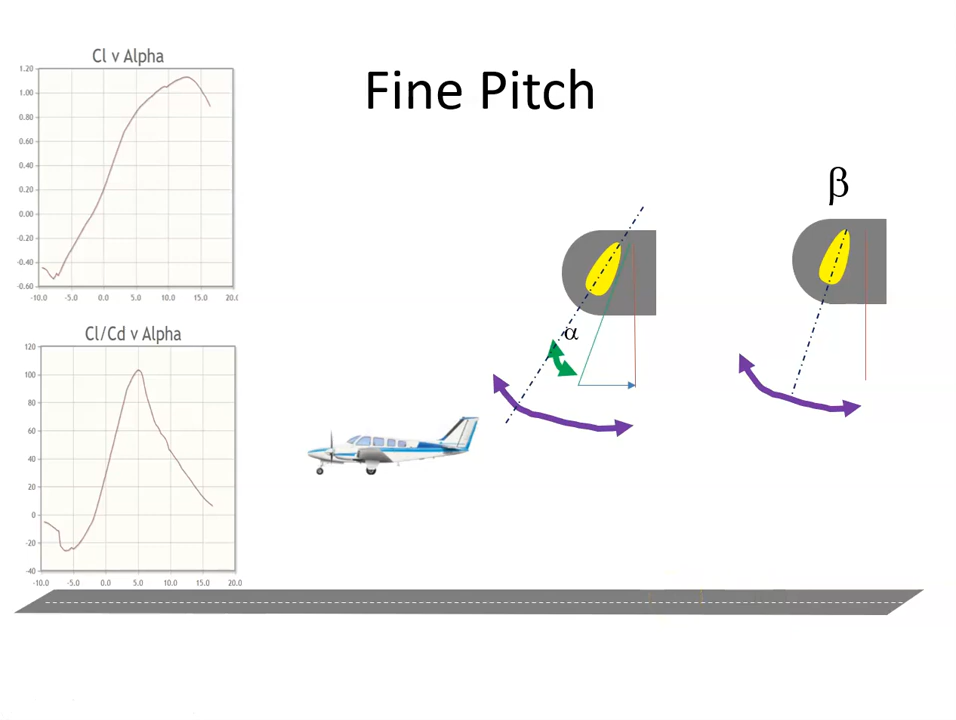 Fine Pitch
Cl v Alpha
1.20
1.00
0.80
0.60
0.40
0.20
0.00
-0.20
-0.40
-0.60
-10.0 -5.0 0.0 5.0 10.0 15.0 20.0
β
α
Cl/Cd v Alpha
120
100
80
60
40
20
0
-20
-40
-10.0 -5.0 0.0 5.0 10.0 15.0 20.0